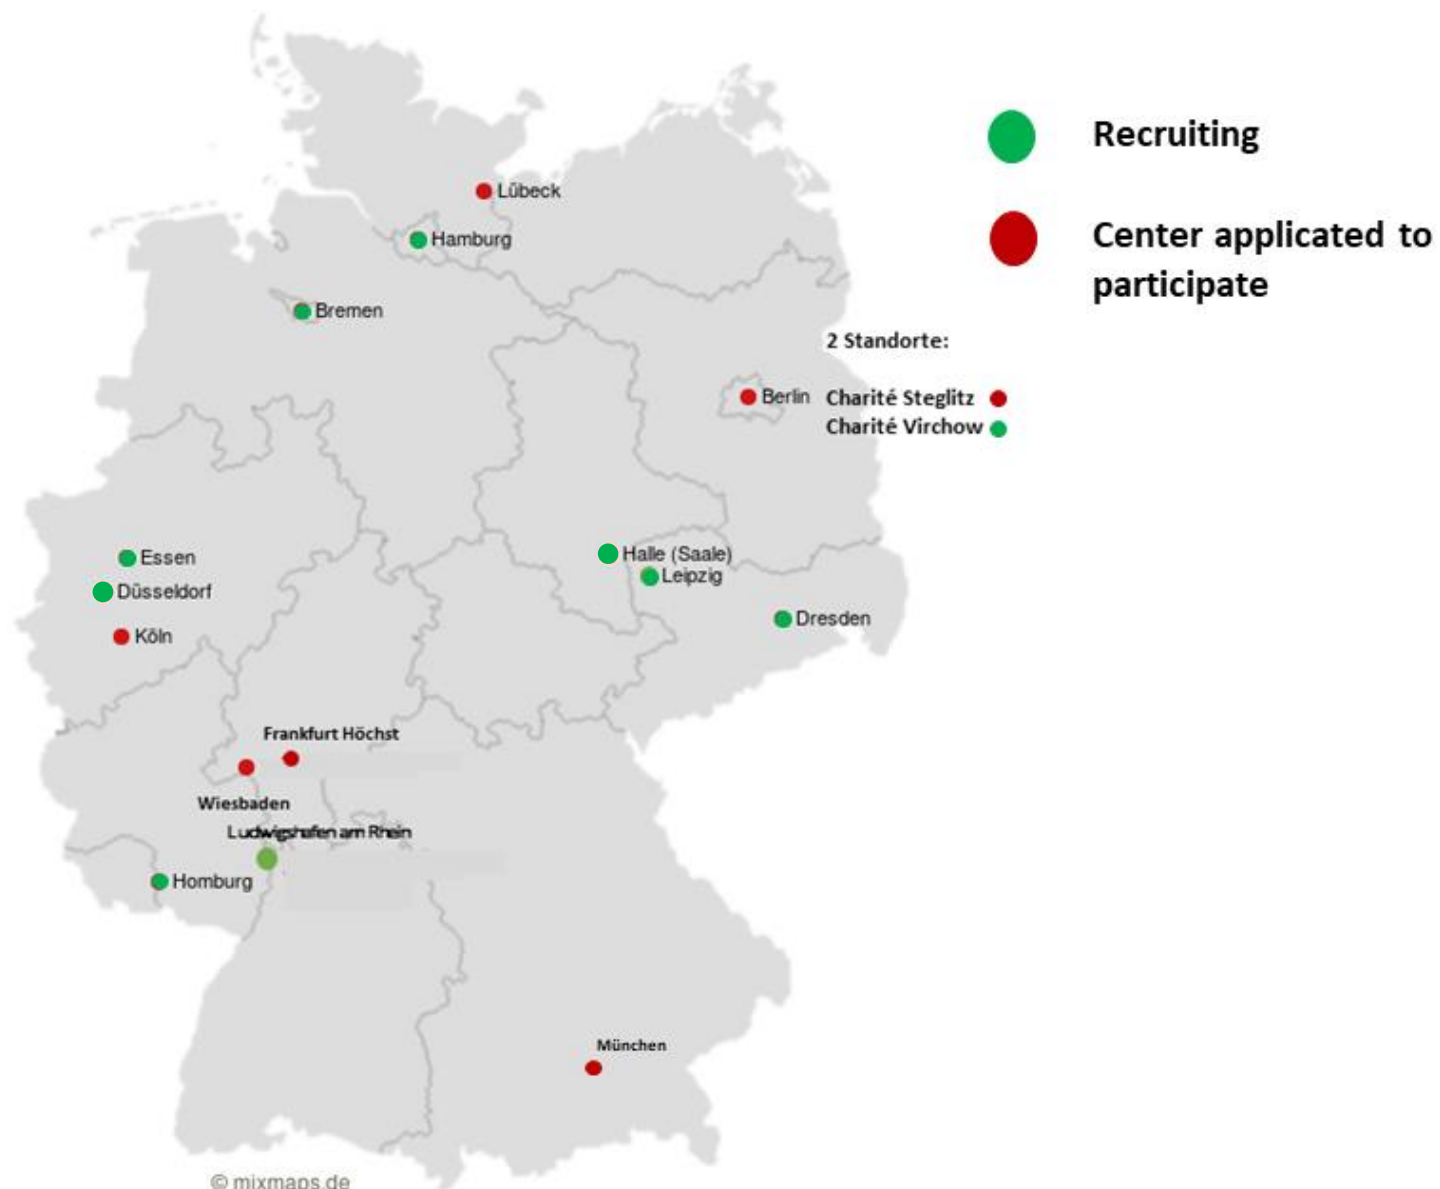 Recruiting
Center applicated to
participate
Lübeck
Hamburg
Bremen
2 Standorte:
Berlin
Charité Steglitz
Charité Virchow
Essen
Düsseldorf
Köln
Halle (Saale)
Leipzig
Dresden
Frankfurt Höchst
Wiesbaden
Ludwigshafen am Rhein
Homburg
München
© mixmaps.de